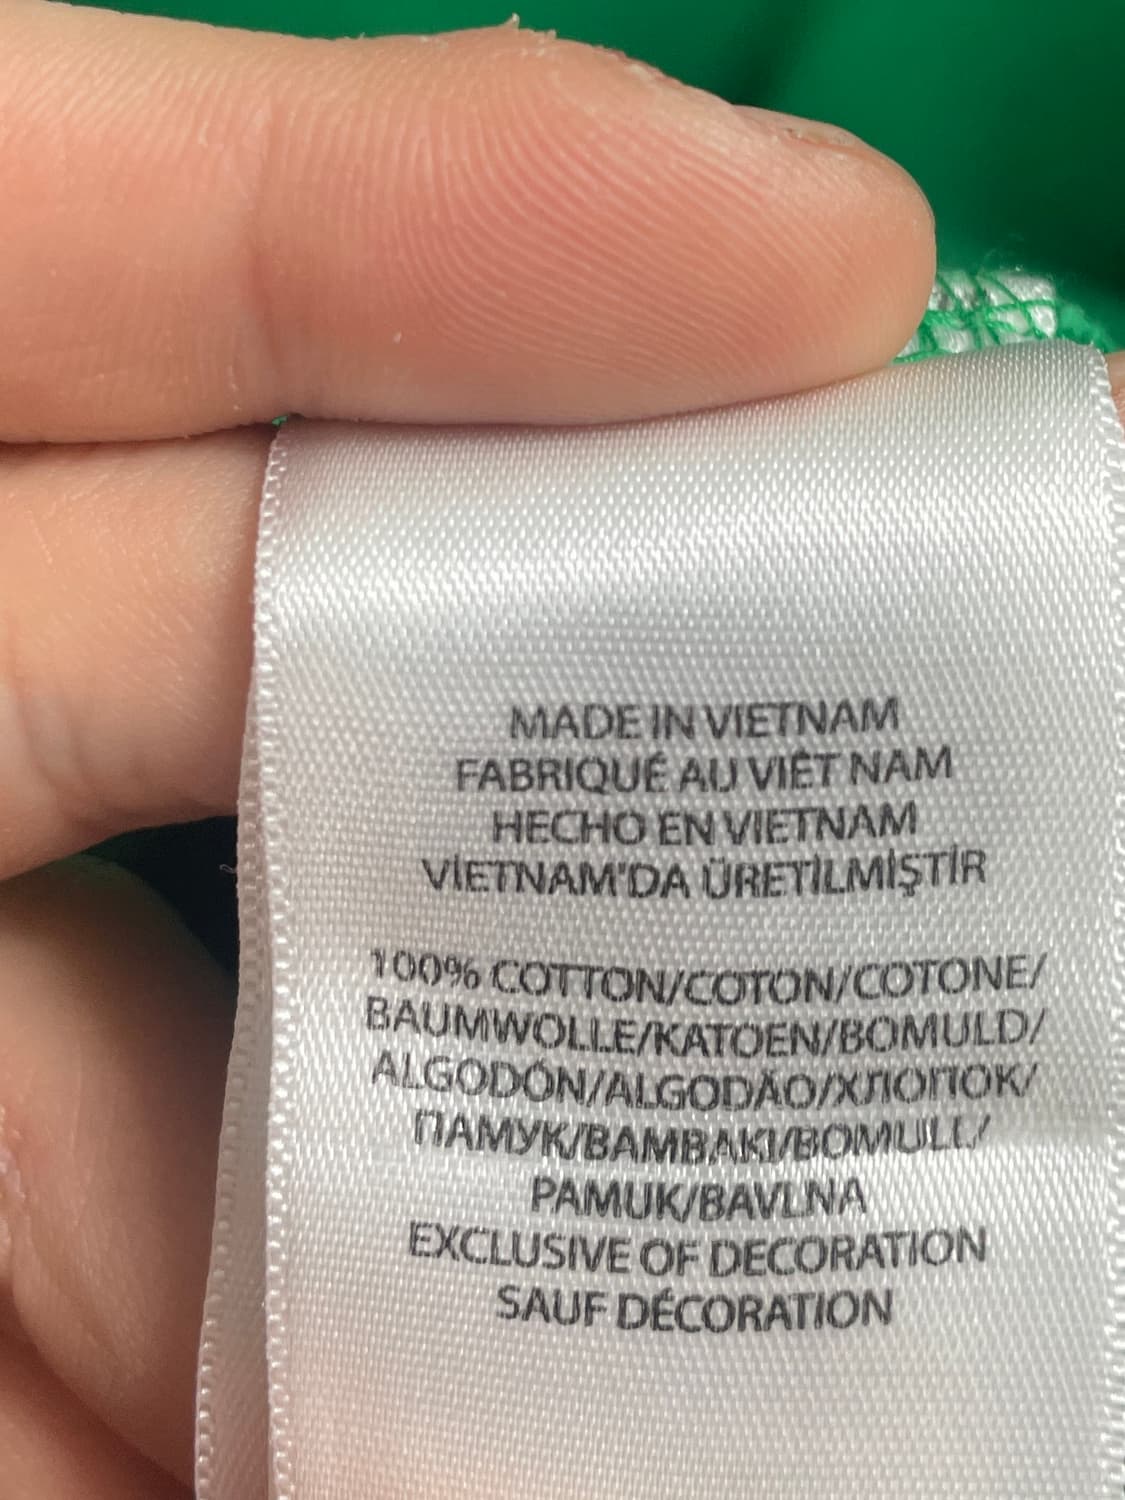 MADE IN VIETNAM
FABRIQUÉ AU VIÊT NAM
HECHO EN VIETNAM
VİETNAM'DA ÜRETİLMİŞTİR
100% COTTON/COTON/COTONE/
BAUMWOLLE/KATOEN/BOMULD/
ALGODÓN/ALGODÃO/ХЛОПОК/
ПАМУК/ΒΑΜΒΑΚΙ/BOMULL/
PAMUK/BAVLNA
EXCLUSIVE OF DECORATION
SAUF DÉCORATION